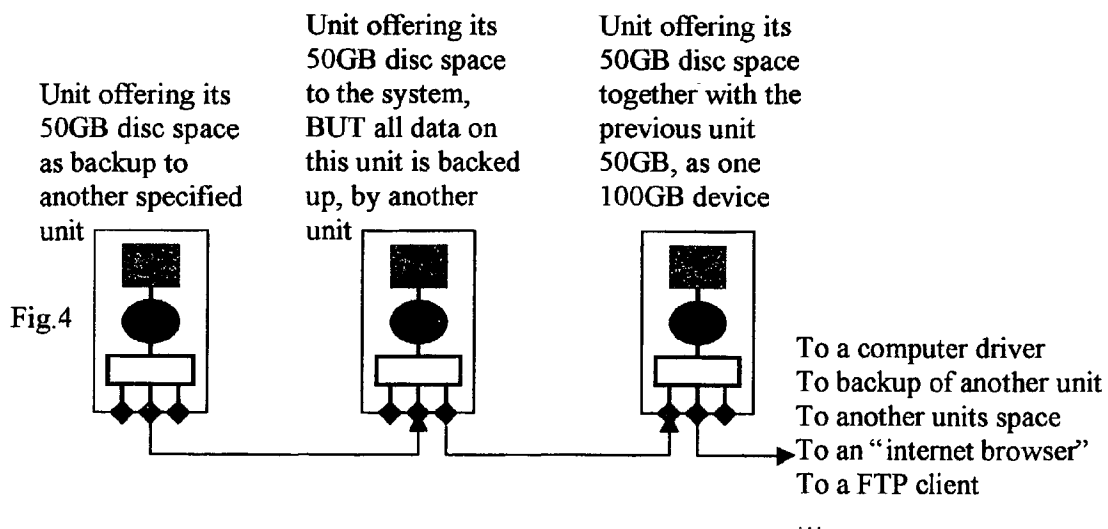 Unit offering its
50GB disc space
as backup to
another specified
unit
Unit offering its
50GB disc space
to the system,
BUT all data on
this unit is backed
up, by another
unit
Unit offering its
50GB disc space
together with the
previous unit
50GB, as one
100GB device
Fig.4
To a computer driver
To backup of another unit
To another units space
To an “internet browser”
To a FTP client
...